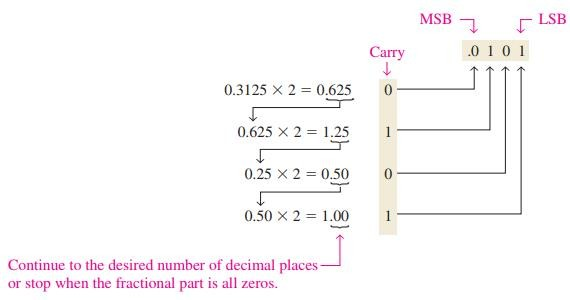 MSB LSB
Carry .0 1 0 1
0.3125 × 2 = 0.625 0
0.625 × 2 = 1.25 1
0.25 × 2 = 0.50 0
0.50 × 2 = 1.00 1
Continue to the desired number of decimal places
or stop when the fractional part is all zeros.